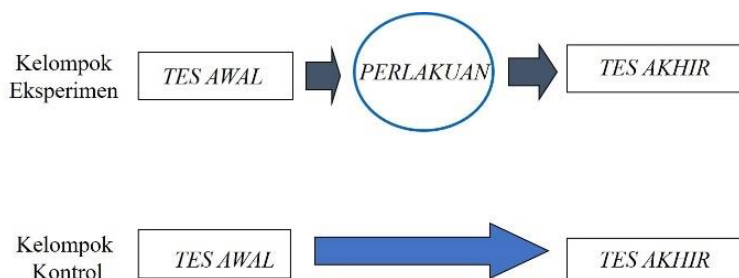 Kelompok
Eksperimen
TES AWAL
PERLAKUAN
TES AKHIR
Kelompok
Kontrol
TES AWAL
TES AKHIR